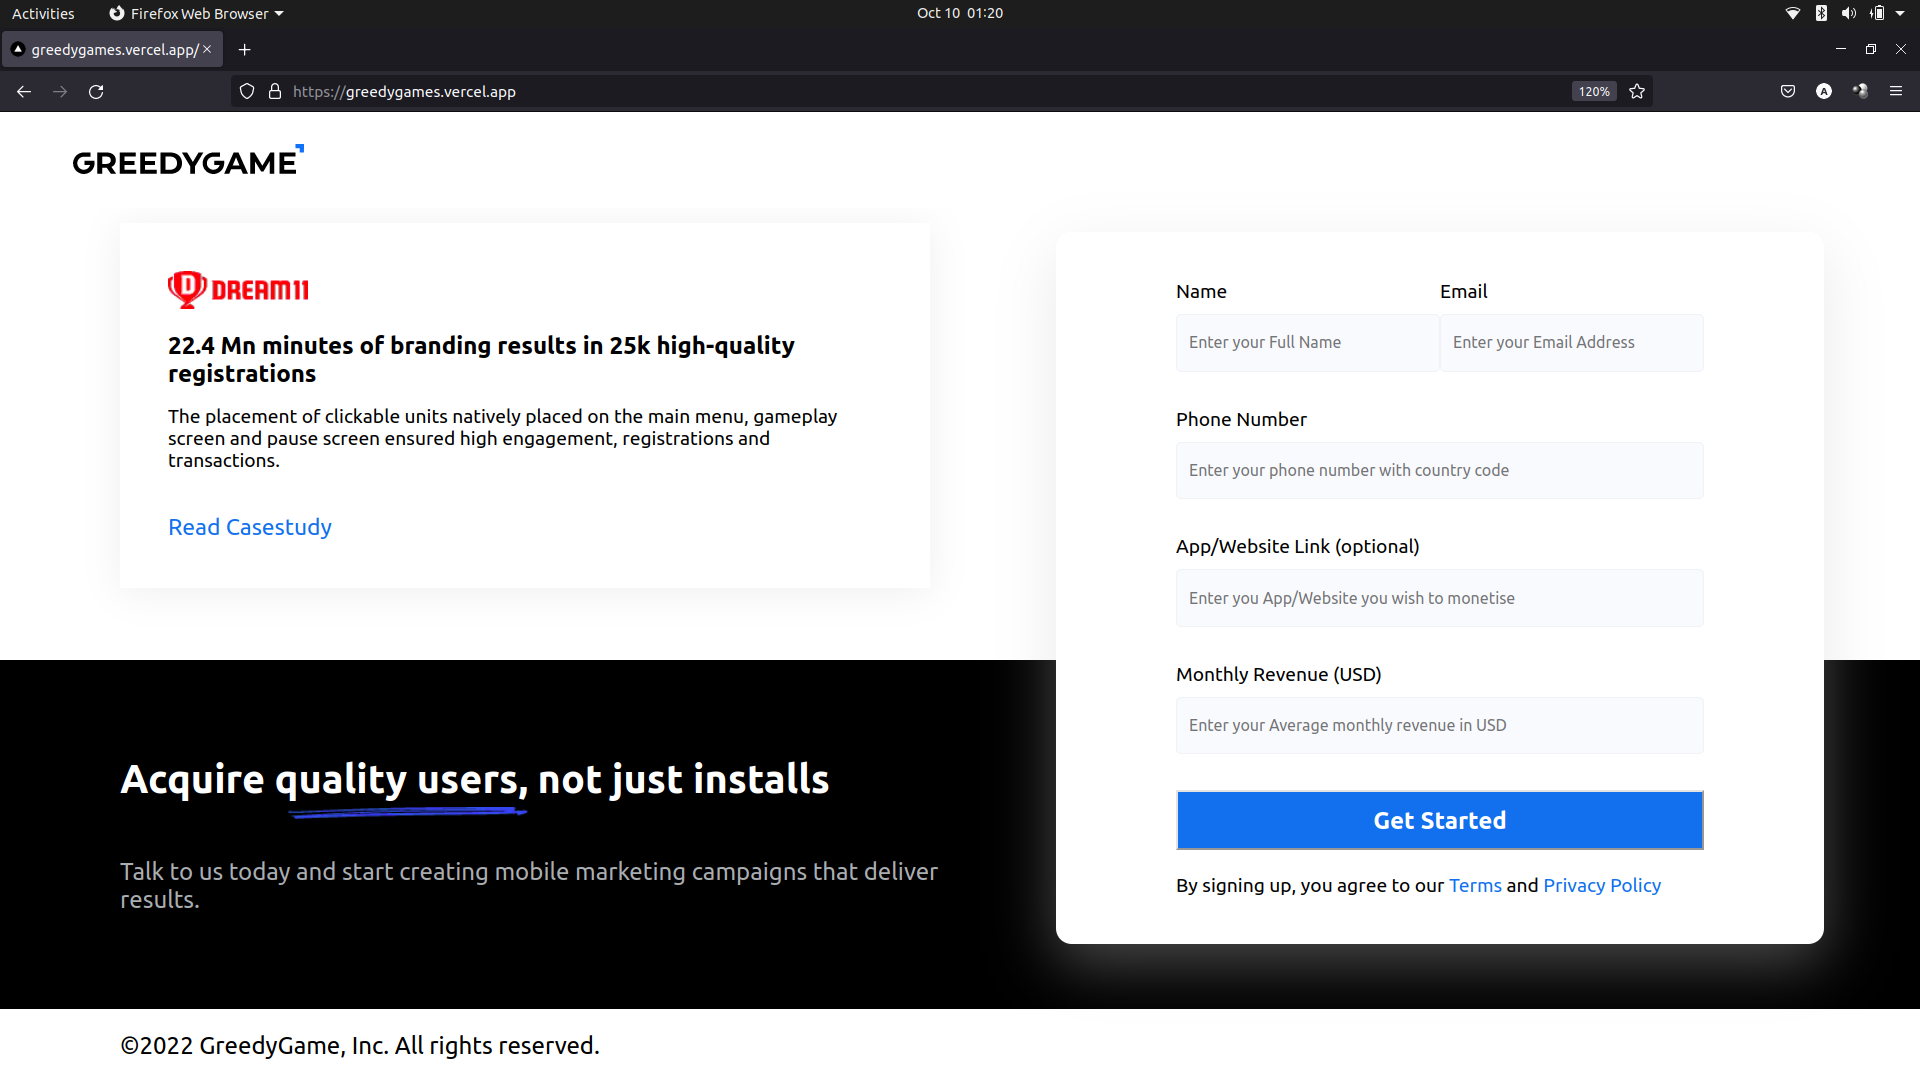 Activities
Firefox Web Browser
Oct 10 01:20
greedygames.vercel.app/
https://greedygames.vercel.app
120%
A
GREEDYGAME
D DREAM11
22.4 Mn minutes of branding results in 25k high-quality
registrations
The placement of clickable units natively placed on the main menu, gameplay
screen and pause screen ensured high engagement, registrations and
transactions.
Read Casestudy
Name
Email
Enter your Full Name
Enter your Email Address
Phone Number
Enter your phone number with country code
App/Website Link (optional)
Enter you App/Website you wish to monetise
Monthly Revenue (USD)
Enter your Average monthly revenue in USD
Get Started
By signing up, you agree to our Terms and Privacy Policy
Acquire quality users, not just installs
Talk to us today and start creating mobile marketing campaigns that deliver
results.
©2022 GreedyGame, Inc. All rights reserved.